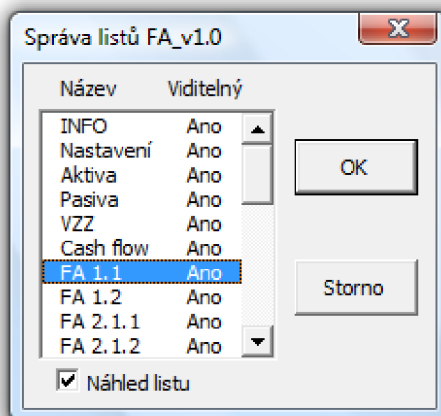 Správa listů FA_v1.0
Název Viditelný
INFO Ano
Nastavení Ano
Aktiva Ano
Pasiva Ano
VZZ Ano
Cash flow Ano
FA 1.1 Ano
FA 1.2 Ano
FA 2.1.1 Ano
FA 2.1.2 Ano
OK
Storno
Náhled listu